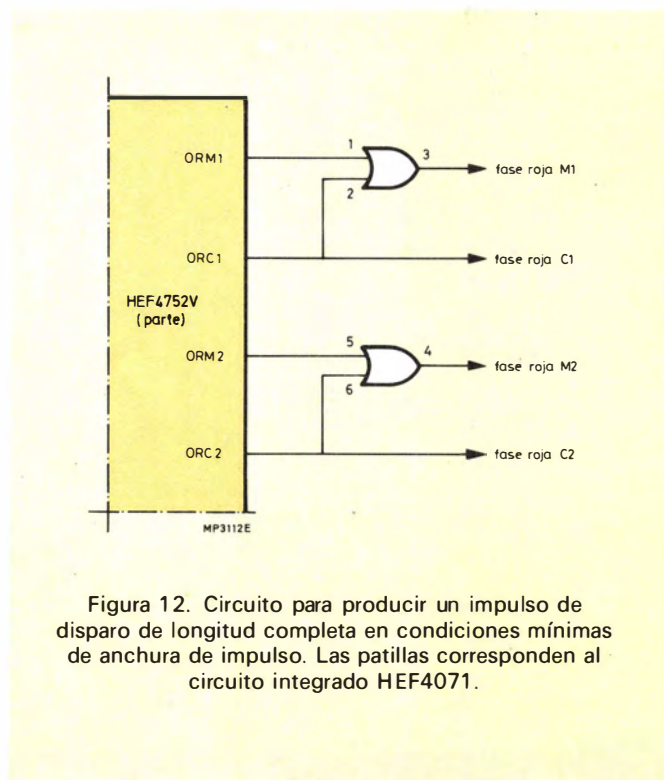 ORM1
1
2
3
fase roja M1
ORC1
fase roja C1
HEF4752V
(parte)
ORM2
5
6
4
fase roja M2
ORC2
fase roja C2
MP3112E
Figura 12. Circuito para producir un impulso de
disparo de longitud completa en condiciones mínimas
de anchura de impulso. Las patillas corresponden al
circuito integrado HEF4071.